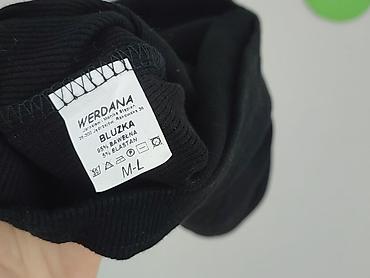 WERDANA
BLUZKA
95% BAWEŁNA
5% ELASTAN
M-L